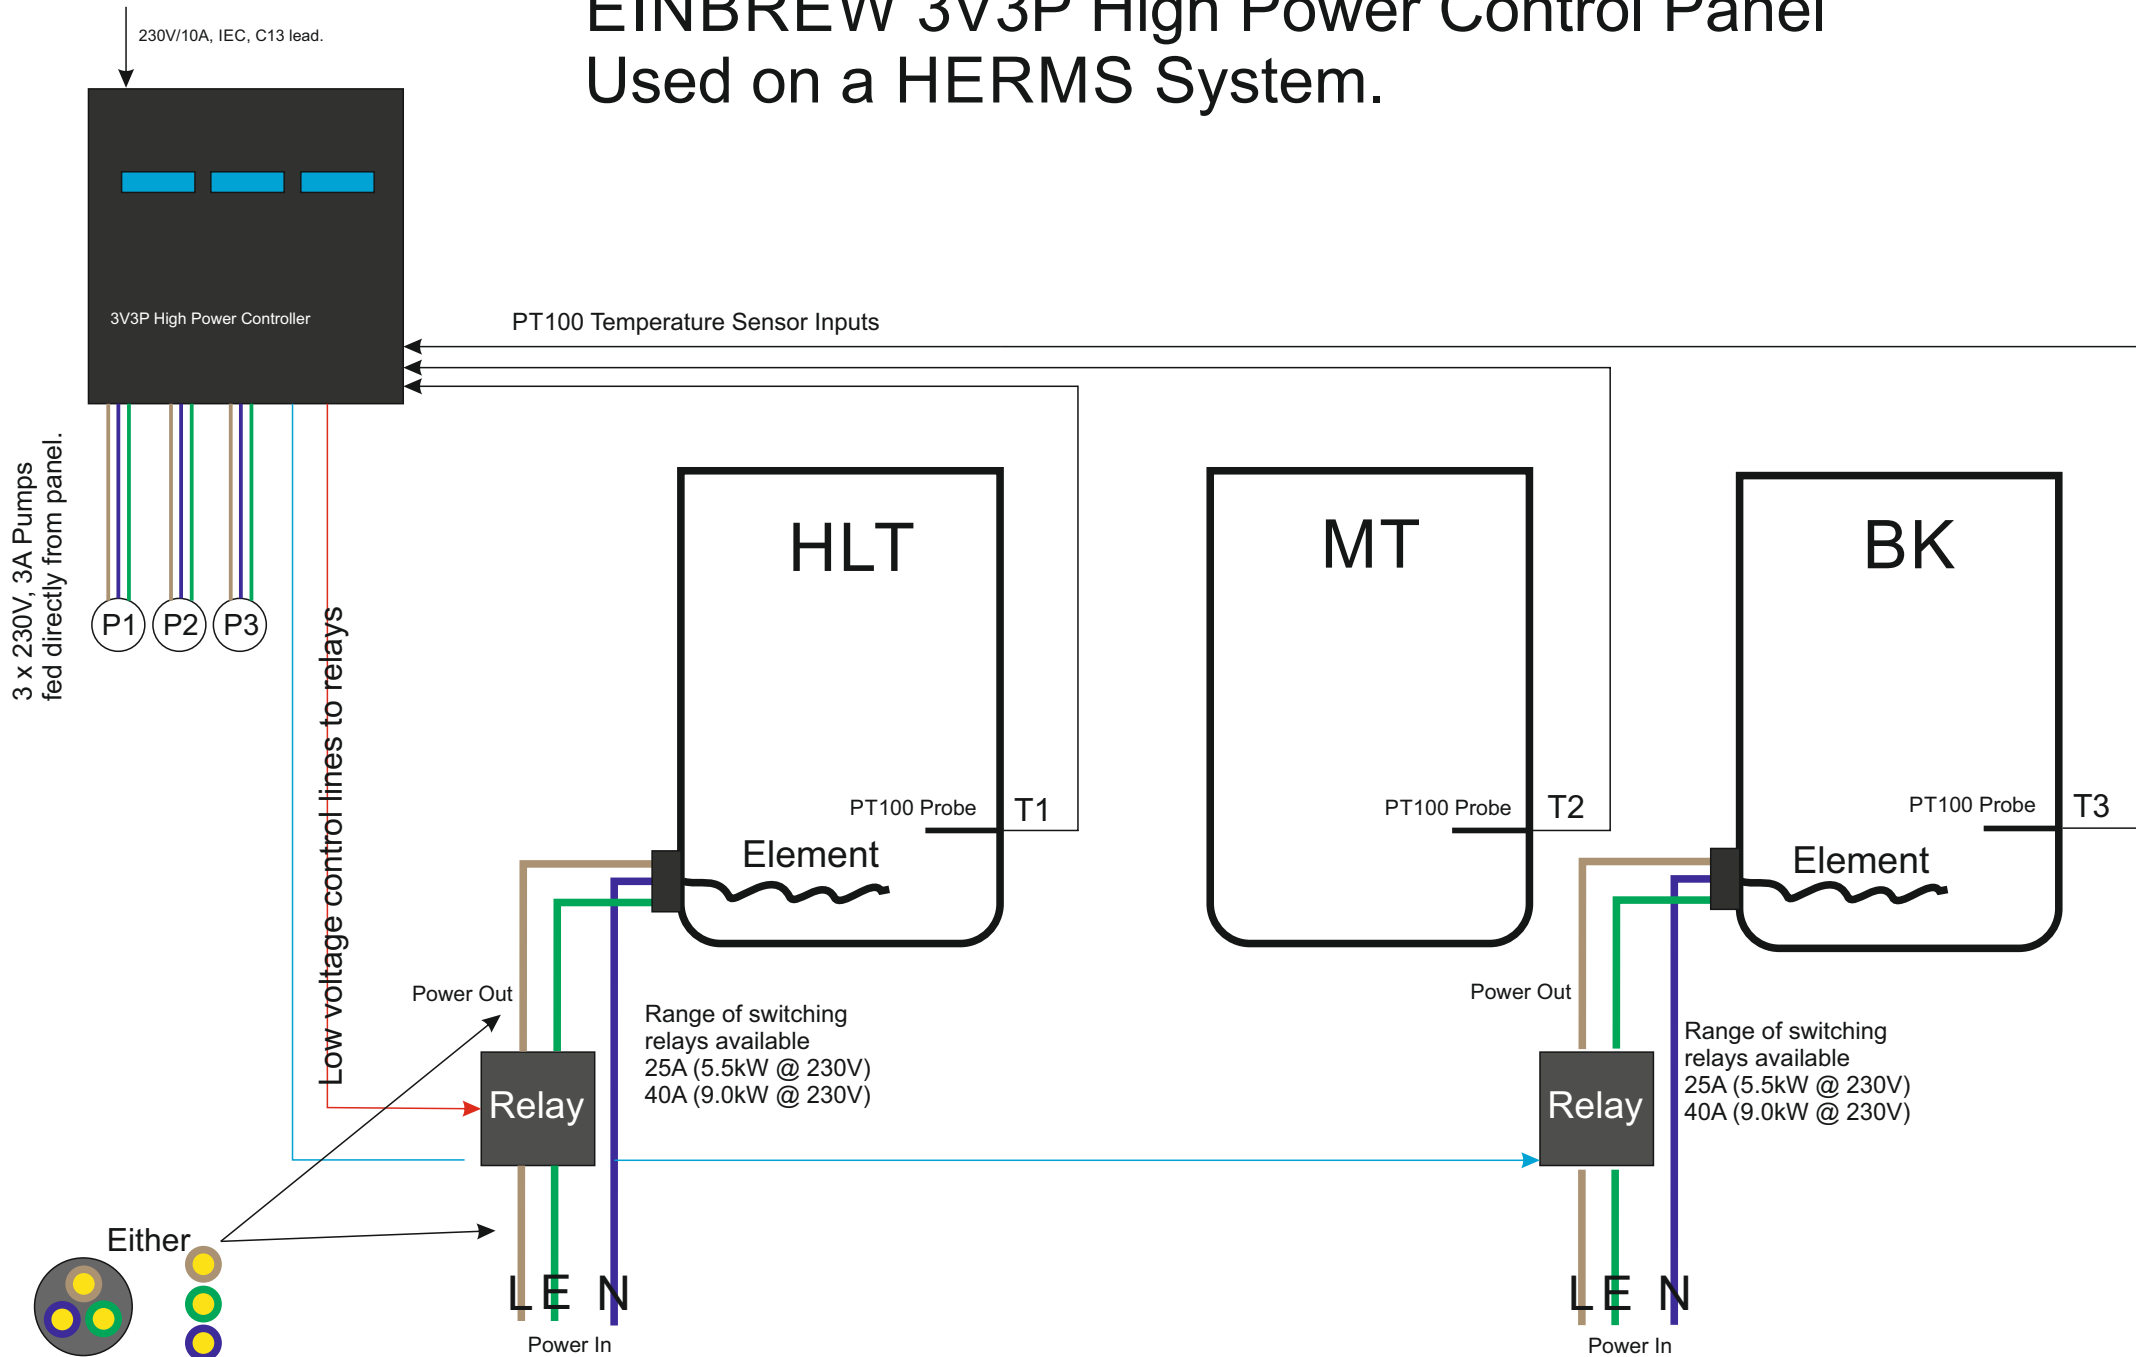 EINBREW 3V3P High Power Control Panel
Used on a HERMS System.
230V/10A, IEC, C13 lead.
3V3P High Power Controller
PT100 Temperature Sensor Inputs
3 x 230V, 3A Pumps
fed directly from panel.
P1
P2
P3
Low voltage control lines to relays
HLT
PT100 Probe
T1
Element
MT
PT100 Probe
T2
BK
PT100 Probe
T3
Element
Power Out
Range of switching
relays available
25A (5.5kW @ 230V)
40A (9.0kW @ 230V)
Relay
Power Out
Range of switching
relays available
25A (5.5kW @ 230V)
40A (9.0kW @ 230V)
Relay
Either
L E N
Power In
L E N
Power In